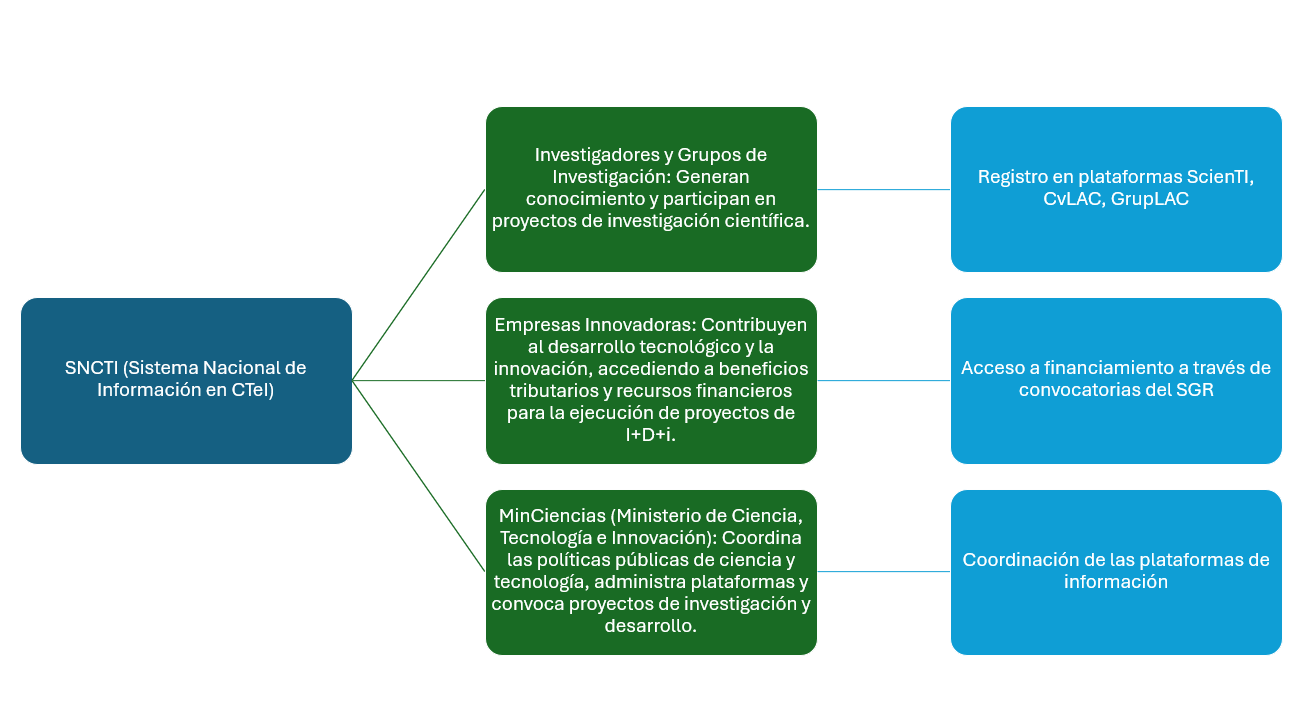 SNCTI (Sistema Nacional de
Información en CTeI)
Investigadores y Grupos de
Investigación: Generan
conocimiento y participan en
proyectos de investigación científica.
Registro en plataformas ScienTI,
CvLAC, GrupLAC
Empresas Innovadoras: Contribuyen
al desarrollo tecnológico y la
innovación, accediendo a beneficios
tributarios y recursos financieros
para la ejecución de proyectos de
I+D+i.
Acceso a financiamiento a través de
convocatorias del SGR
MinCiencias (Ministerio de Ciencia,
Tecnología e Innovación): Coordina
las políticas públicas de ciencia y
tecnología, administra plataformas y
convoca proyectos de investigación y
desarrollo.
Coordinación de las plataformas de
información